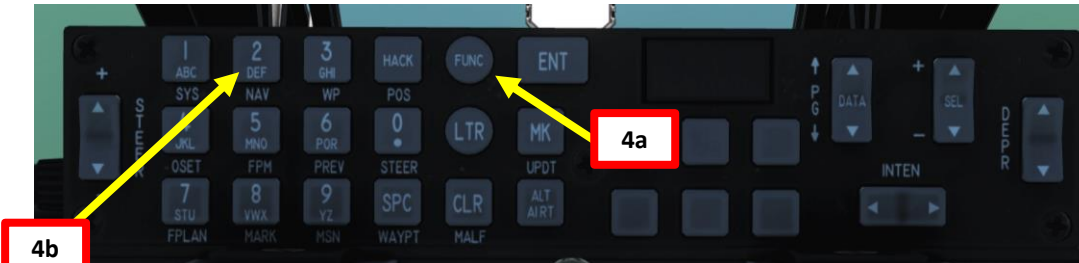 1 ABC
SYS
2 DEF
NAV
3 GHI
WP
HACK
POS
FUNC
ENT
+
STEER
JKL
OSET
5 MNO
FPM
6 POR
PREV
0
STEER
LTR
MK
UPDT
4a
7 STU
FPLAN
8 VWX
MARK
9 YZ
MSN
SPC
WAYPT
CLR
MALF
ALT
AIRT
PG
DATA
+
SEL
-
DEPR
INTEN
4b